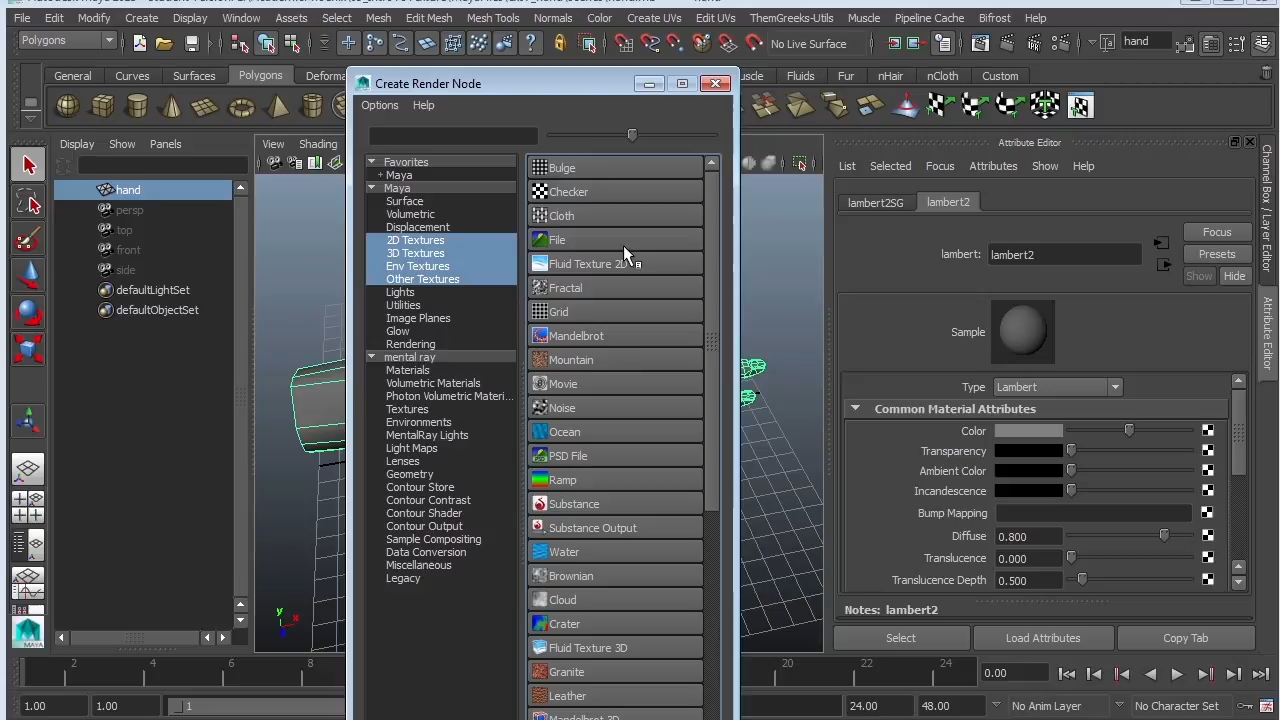 File Edit Modify Create Display Window Assets Select Mesh Edit Mesh Mesh Tools Normals Color Create UVs Edit UVs ThemGreeks-Utils Muscle Pipeline Cache Bifrost Help
Polygons No Live Surface hand
General Curves Surfaces Polygons Deforma Fluids Fur nHair nCloth Custom
Create Render Node
Options Help
Display Show Panels
View Shading
hand
persp
top
front
side
defaultLightSet
defaultObjectSet
Favorites
+ Maya
Maya
Surface
Volumetric
Displacement
2D Textures
3D Textures
Env Textures
Other Textures
Lights
Utilities
Image Planes
Glow
Rendering
mental ray
Materials
Volumetric Materials
Photon Volumetric Materi...
Textures
Environments
MentalRay Lights
Light Maps
Lenses
Geometry
Contour Store
Contour Contrast
Contour Shader
Contour Output
Sample Compositing
Data Conversion
Miscellaneous
Legacy
Bulge
Checker
Cloth
File
Fluid Texture 2D
Fractal
Grid
Mandelbrot
Mountain
Movie
Noise
Ocean
PSD File
Ramp
Substance
Substance Output
Water
Brownian
Cloud
Crater
Fluid Texture 3D
Granite
Leather
Mandelbrot 3D
Attribute Editor
List Selected Focus Attributes Show Help
lambert2SG lambert2
lambert: lambert2
Focus
Presets
Show Hide
Sample
Type Lambert
Common Material Attributes
Color
Transparency
Ambient Color
Incandescence
Bump Mapping
Diffuse 0.800
Translucence 0.000
Translucence Depth 0.500
Notes: lambert2
Select Load Attributes Copy Tab
Channel Box / Layer Editor
Attribute Editor
y
x
z
MAYA
2 4 6 8 20 22 24 0.00
1.00 1.00 1 24.00 48.00 No Anim Layer No Character Set